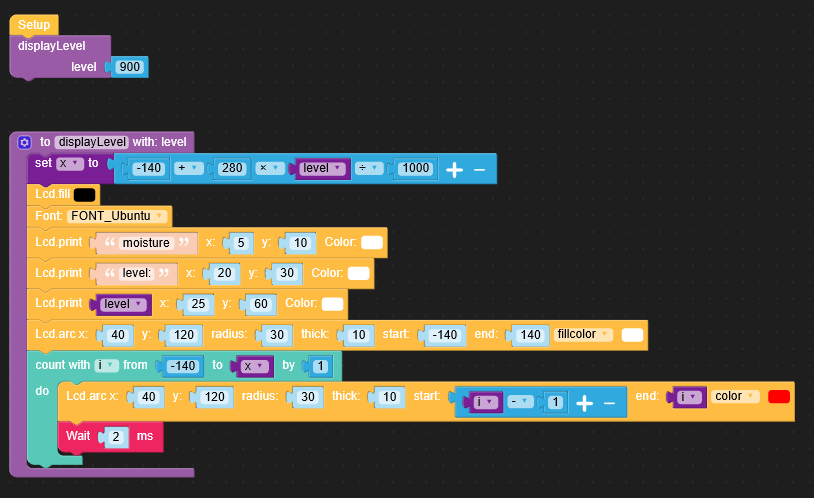 Setup
displayLevel
level 900
to displayLevel with: level
set x to -140 + 280 × level ÷ 1000 + −
Lcd.fill
Font: FONT_Ubuntu
Lcd.print “ moisture ” x: 5 y: 10 Color:
Lcd.print “ level: ” x: 20 y: 30 Color:
Lcd.print level x: 25 y: 60 Color:
Lcd.arc x: 40 y: 120 radius: 30 thick: 10 start: -140 end: 140 fillcolor
count with i from -140 to x by 1
do
Lcd.arc x: 40 y: 120 radius: 30 thick: 10 start: i - 1 + − end: i color
Wait 2 ms